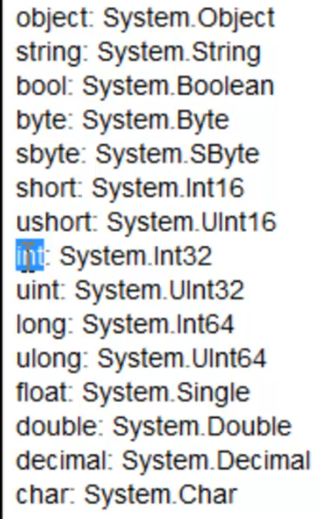 object: System.Object
string: System.String
bool: System.Boolean
byte: System.Byte
sbyte: System.SByte
short: System.Int16
ushort: System.UInt16
int: System.Int32
uint: System.UInt32
long: System.Int64
ulong: System.UInt64
float: System.Single
double: System.Double
decimal: System.Decimal
char: System.Char